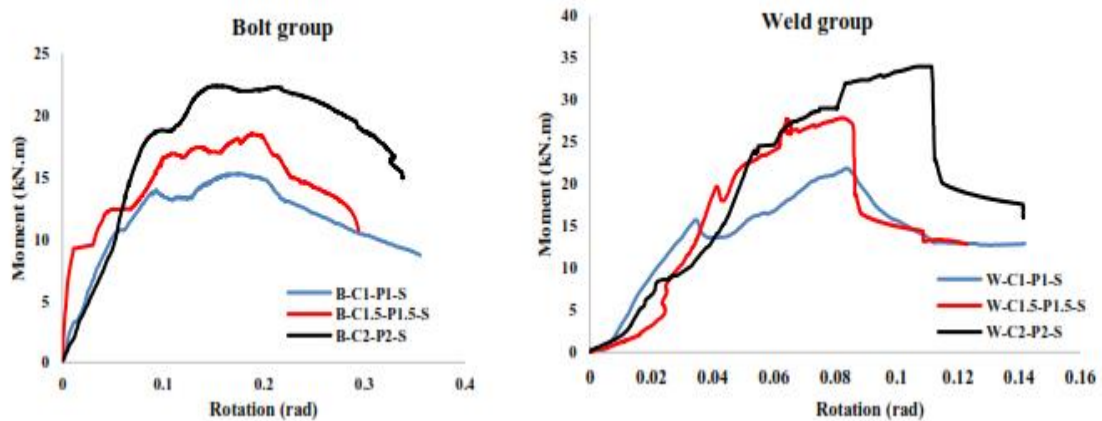 Bolt group
25
20
15
10
5
0
Moment (kN.m)
0 0.1 0.2 0.3 0.4
Rotation (rad)
B-C1-P1-S
B-C1.5-P1.5-S
B-C2-P2-S
Weld group
40
35
30
25
20
15
10
5
0
Moment (kN.m)
0 0.02 0.04 0.06 0.08 0.1 0.12 0.14 0.16
Rotation (rad)
W-C1-P1-S
W-C1.5-P1.5-S
W-C2-P2-S